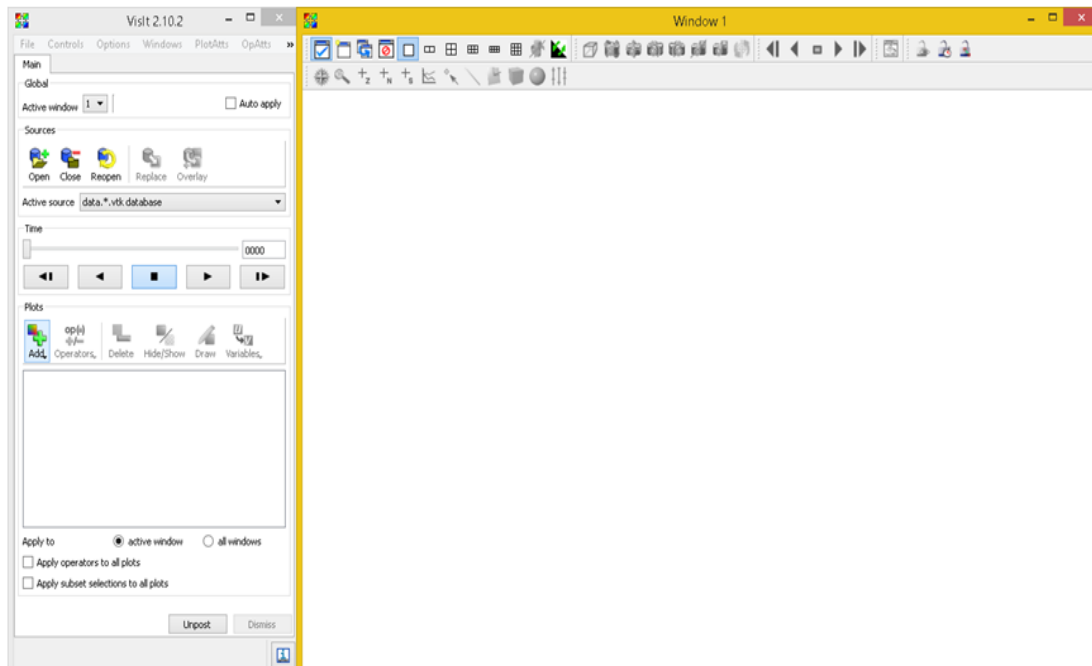 VisIt 2.10.2
File Controls Options Windows PlotAtts OpAtts »
Main
Global
Active window 1
Auto apply
Sources
Open Close Reopen Replace Overlay
Active source data.*.vtk database
Time
0000
Plots
op(x)
+/–
Add Operators Delete Hide/Show Draw Variables
Apply to active window all windows
Apply operators to all plots
Apply subset selections to all plots
Unpost Dismiss
Window 1